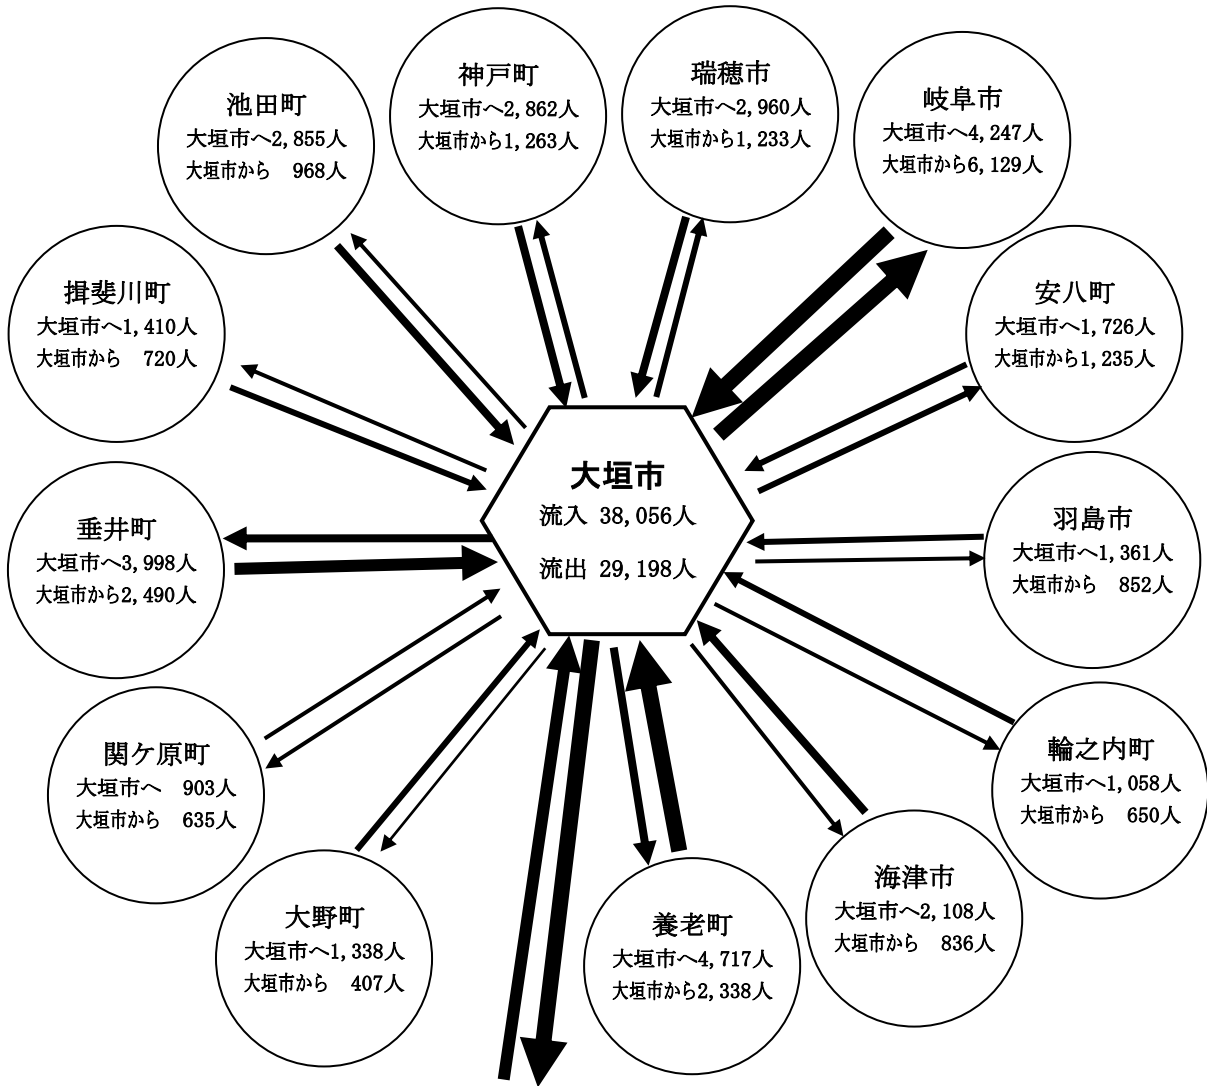 神戸町
大垣市へ2,862人
大垣市から1,263人
瑞穂市
大垣市へ2,960人
大垣市から1,233人
池田町
大垣市へ2,855人
大垣市から 968人
岐阜市
大垣市へ4,247人
大垣市から6,129人
揖斐川町
大垣市へ1,410人
大垣市から 720人
安八町
大垣市へ1,726人
大垣市から1,235人
大垣市
流入 38,056人
流出 29,198人
垂井町
大垣市へ3,998人
大垣市から2,490人
羽島市
大垣市へ1,361人
大垣市から 852人
関ケ原町
大垣市へ 903人
大垣市から 635人
輪之内町
大垣市へ1,058人
大垣市から 650人
大野町
大垣市へ1,338人
大垣市から 407人
養老町
大垣市へ4,717人
大垣市から2,338人
海津市
大垣市へ2,108人
大垣市から 836人